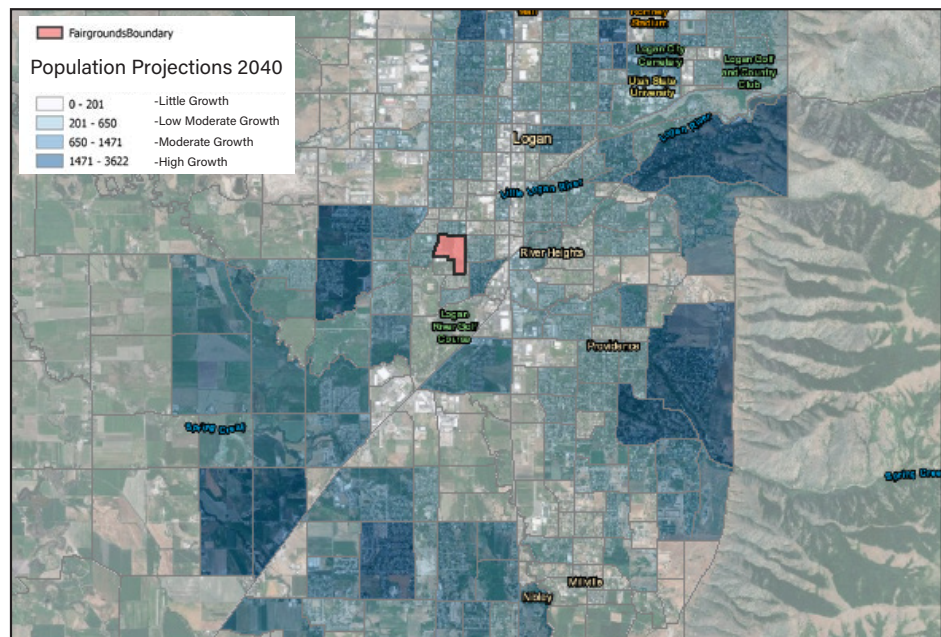 FairgroundsBoundary
Population Projections 2040
0 - 201 -Little Growth
201 - 650 -Low Moderate Growth
650 - 1471 -Moderate Growth
1471 - 3622 -High Growth
Stadium
Logan City
Cemetery
Utah State
University
Logan Golf
and Country
Club
Logan River
Logan
Little Logan River
River Heights
Logan
River Golf
Course
Providence
Spring Creek
Spring Cree
Millville
Nibley